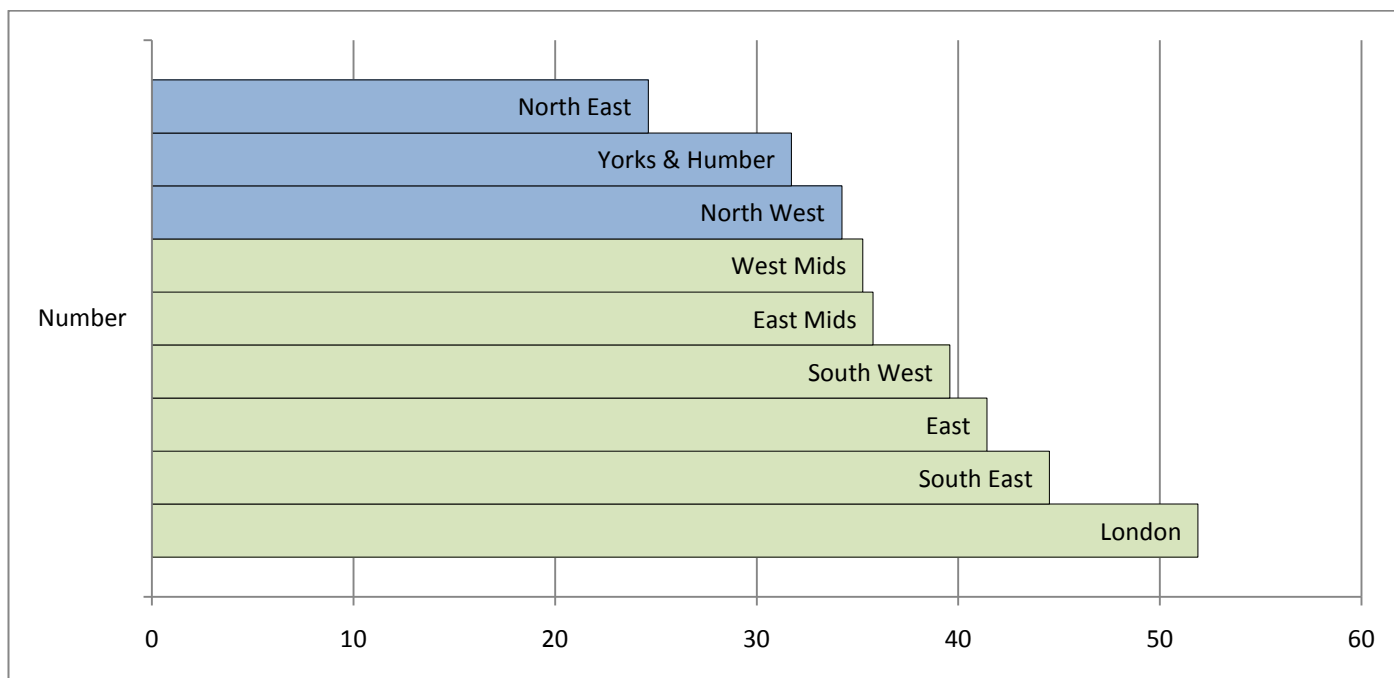 North East
Yorks & Humber
North West
West Mids
East Mids
South West
East
South East
London
Number
0 10 20 30 40 50 60